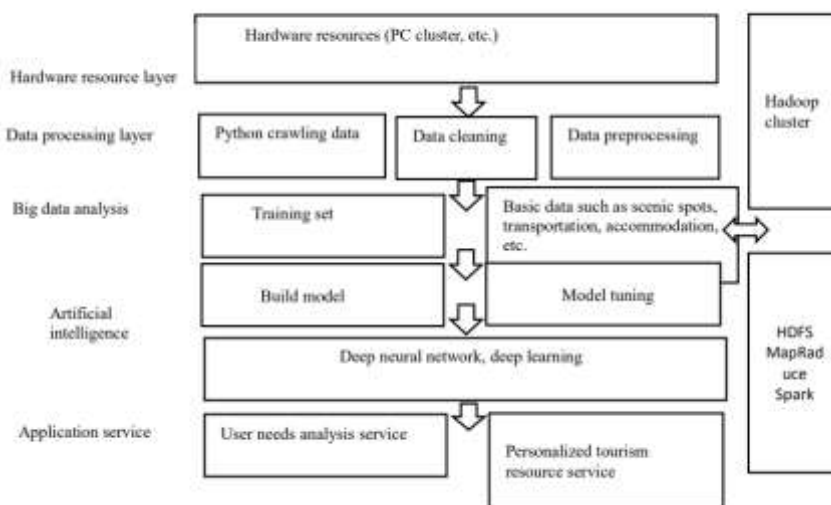 Hardware resources (PC cluster, etc.)
Hardware resource layer
Hadoop
cluster
Data processing layer
Python crawling data
Data cleaning
Data preprocessing
Big data analysis
Training set
Basic data such as scenic spots,
transportation, accommodation,
etc.
Artificial
intelligence
Build model
Model tuning
Deep neural network, deep learning
HDFS
MapRad
uce
Spark
Application service
User needs analysis service
Personalized tourism
resource service